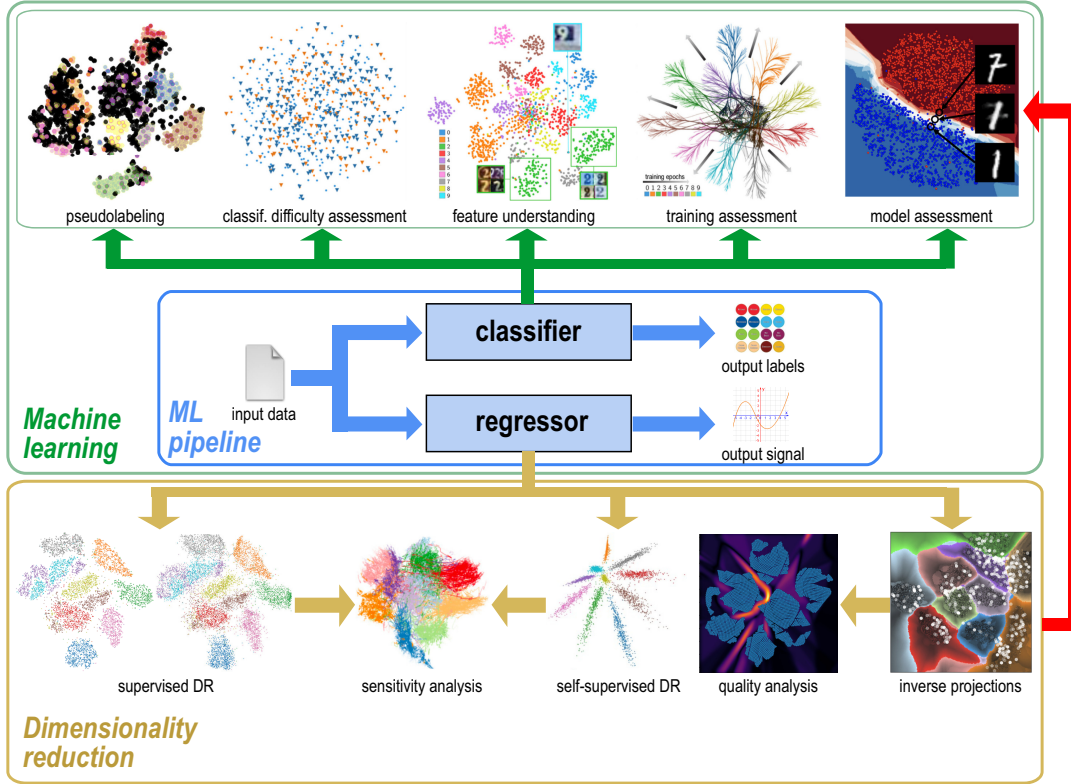 0
1
2
3
4
5
6
7
8
9
training epochs
0 1 2 3 4 5 6 7 8 9
pseudolabeling
classif. difficulty assessment
feature understanding
training assessment
model assessment
classifier
output labels
input data
regressor
output signal
Machine
learning
ML
pipeline
supervised DR
sensitivity analysis
self-supervised DR
quality analysis
inverse projections
Dimensionality
reduction